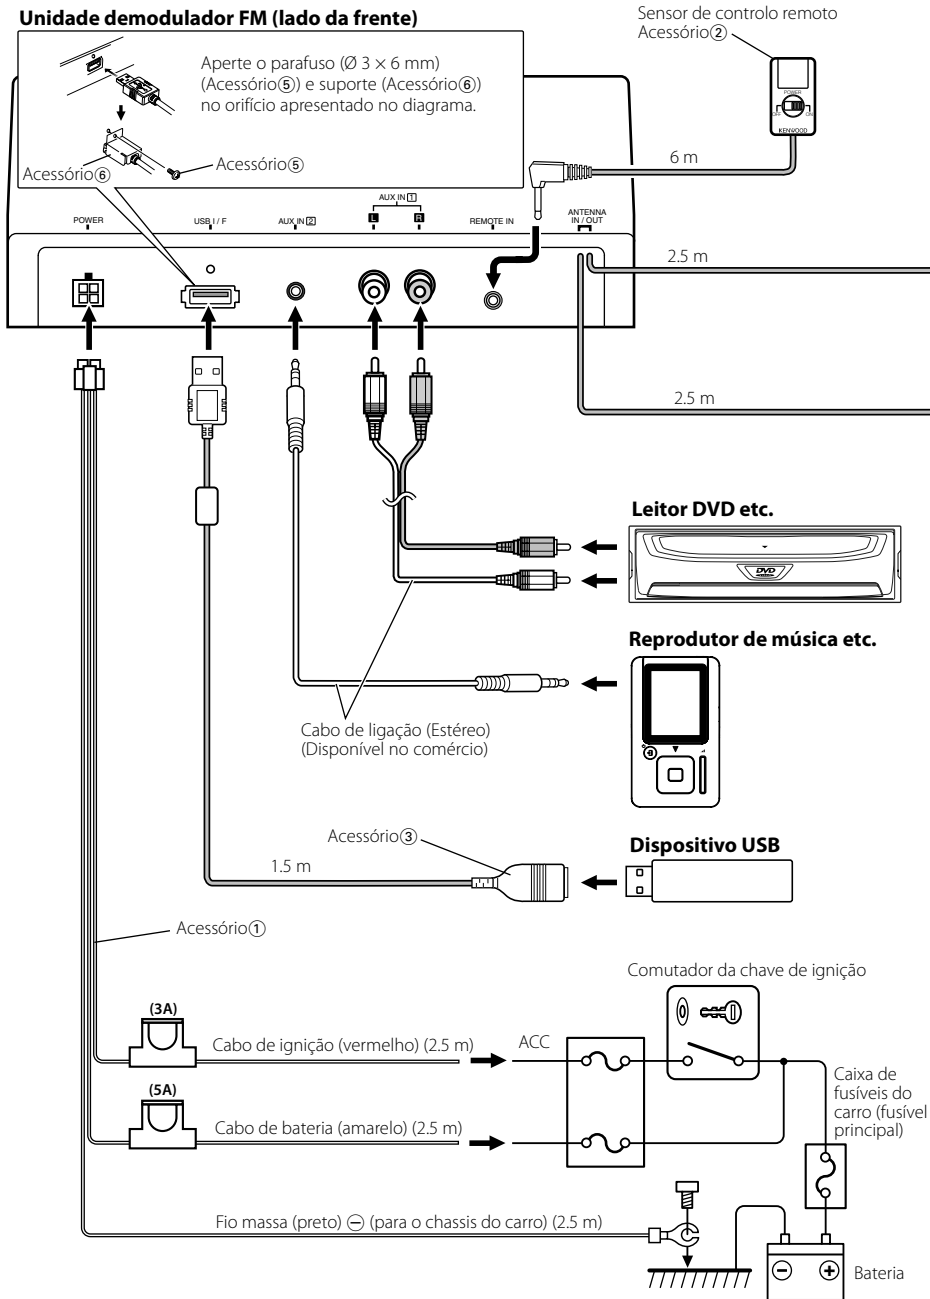 Unidade demodulador FM (lado da frente)
Sensor de controlo remoto
Acessório②
Aperte o parafuso (Ø 3 × 6 mm)
(Acessório⑤) e suporte (Acessório⑥)
no orifício apresentado no diagrama.
Acessório⑤
Acessório⑥
POWER
OFF
ON
KENWOOD
6 m
POWER
USB I / F
AUX IN 2
AUX IN 1
L
R
REMOTE IN
ANTENNA
IN / OUT
2.5 m
2.5 m
Leitor DVD etc.
DVD
Reprodutor de música etc.
Cabo de ligação (Estéreo)
(Disponível no comércio)
Acessório③
1.5 m
Dispositivo USB
Acessório①
Comutador da chave de ignição
(3A)
Cabo de ignição (vermelho) (2.5 m)
ACC
(5A)
Cabo de bateria (amarelo) (2.5 m)
Caixa de
fusíveis do
carro (fusível
principal)
Fio massa (preto) ⊖ (para o chassis do carro) (2.5 m)
⊖
⊕
Bateria